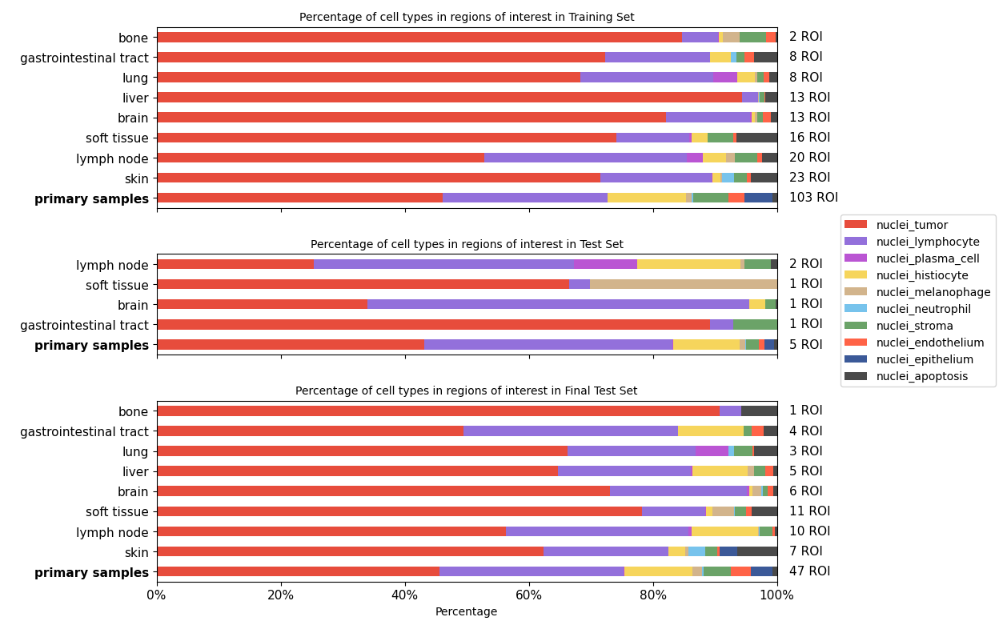 Percentage of cell types in regions of interest in Training Set
bone 2 ROI
gastrointestinal tract 8 ROI
lung 8 ROI
liver 13 ROI
brain 13 ROI
soft tissue 16 ROI
lymph node 20 ROI
skin 23 ROI
primary samples 103 ROI
Percentage of cell types in regions of interest in Test Set
lymph node 2 ROI
soft tissue 1 ROI
brain 1 ROI
gastrointestinal tract 1 ROI
primary samples 5 ROI
Percentage of cell types in regions of interest in Final Test Set
bone 1 ROI
gastrointestinal tract 4 ROI
lung 3 ROI
liver 5 ROI
brain 6 ROI
soft tissue 11 ROI
lymph node 10 ROI
skin 7 ROI
primary samples 47 ROI
0% 20% 40% 60% 80% 100%
Percentage
nuclei_tumor
nuclei_lymphocyte
nuclei_plasma_cell
nuclei_histiocyte
nuclei_melanophage
nuclei_neutrophil
nuclei_stroma
nuclei_endothelium
nuclei_epithelium
nuclei_apoptosis